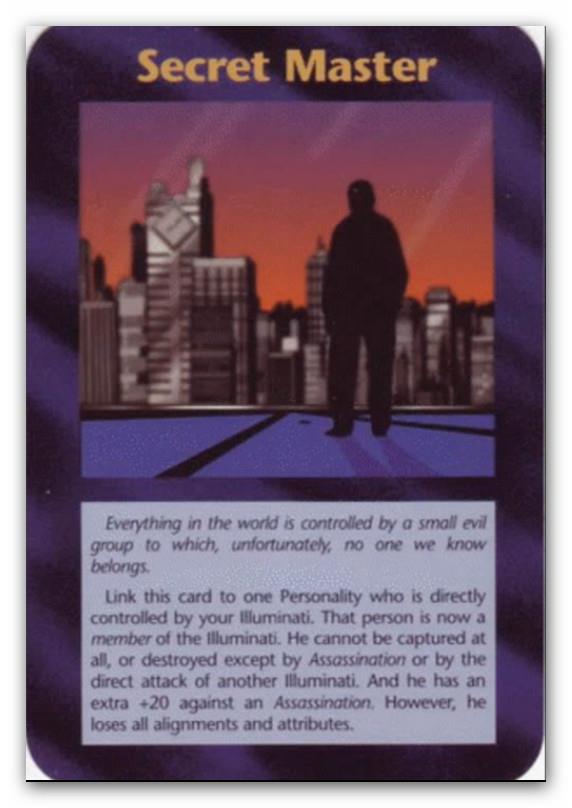 Secret Master
Everything in the world is controlled by a small evil
group to which, unfortunately, no one we know
belongs.
Link this card to one Personality who is directly
controlled by your Illuminati. That person is now a
member of the Illuminati. He cannot be captured at
all, or destroyed except by Assassination or by the
direct attack of another Illuminati. And he has an
extra +20 against an Assassination. However, he
loses all alignments and attributes.